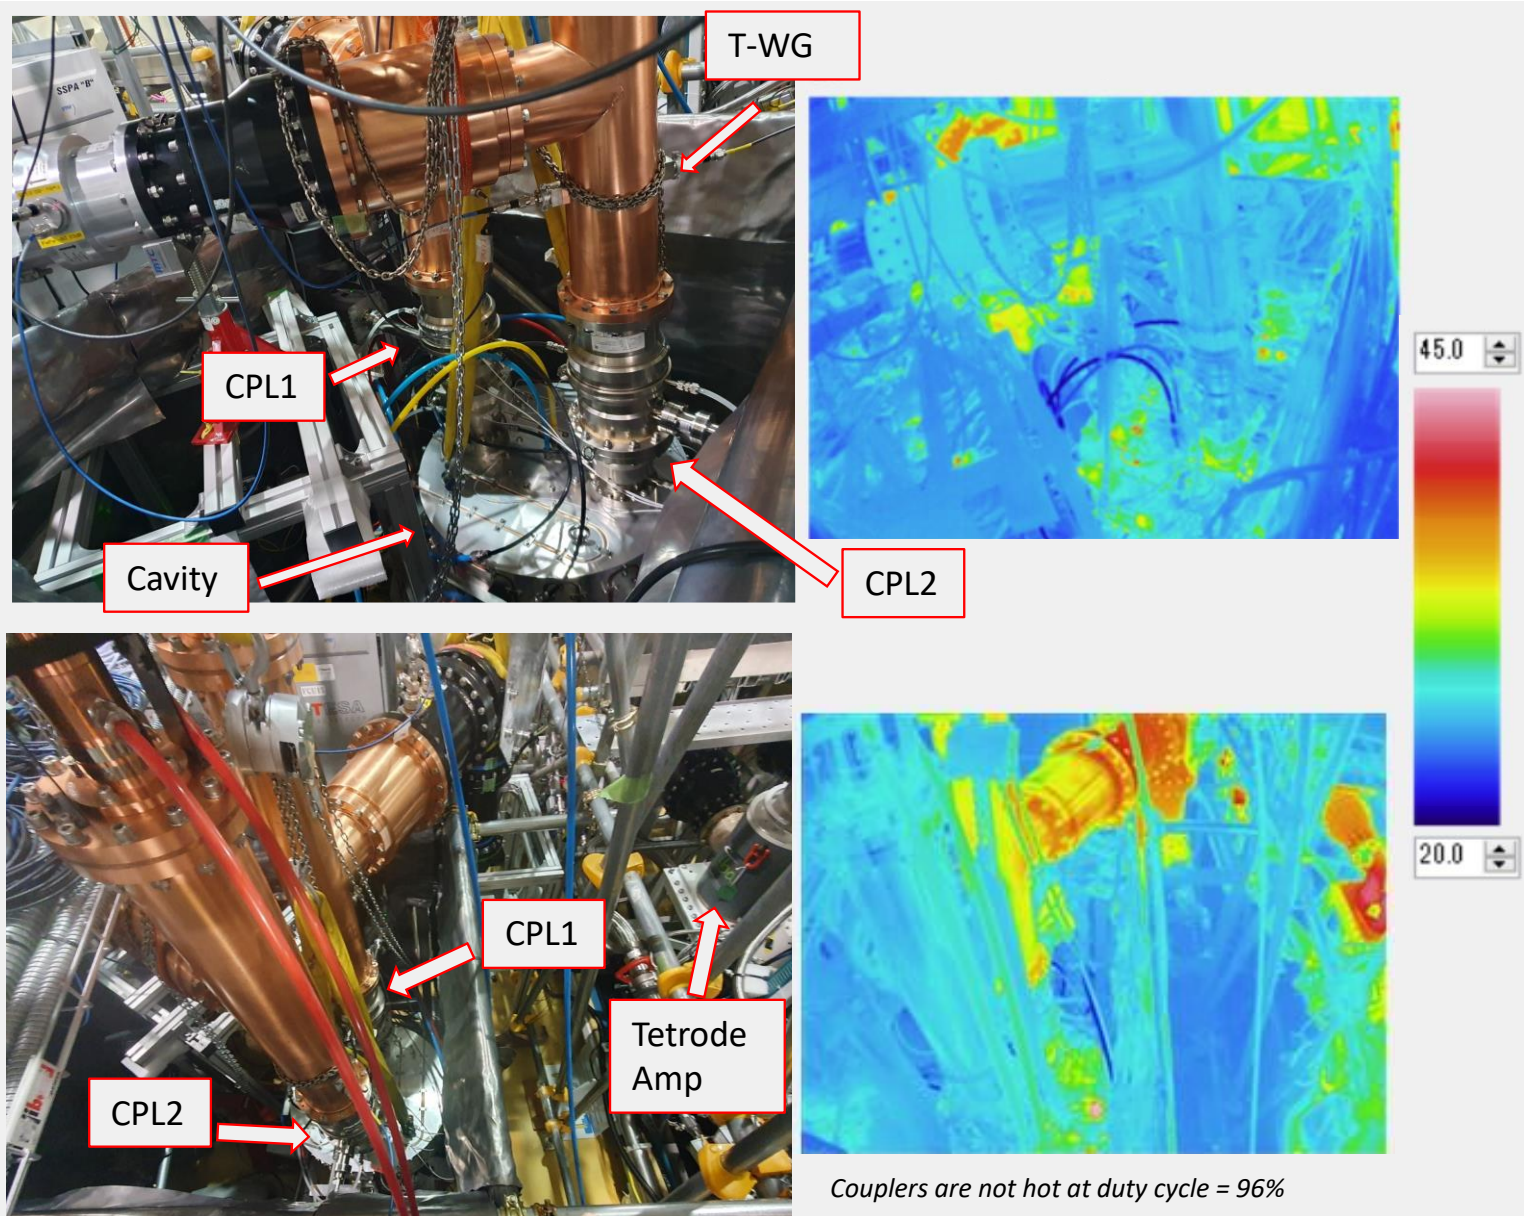 T-WG
SSPA "B"
45.0
CPL1
Cavity
CPL2
20.0
CPL1
Tetrode
Amp
CPL2
Couplers are not hot at duty cycle = 96%